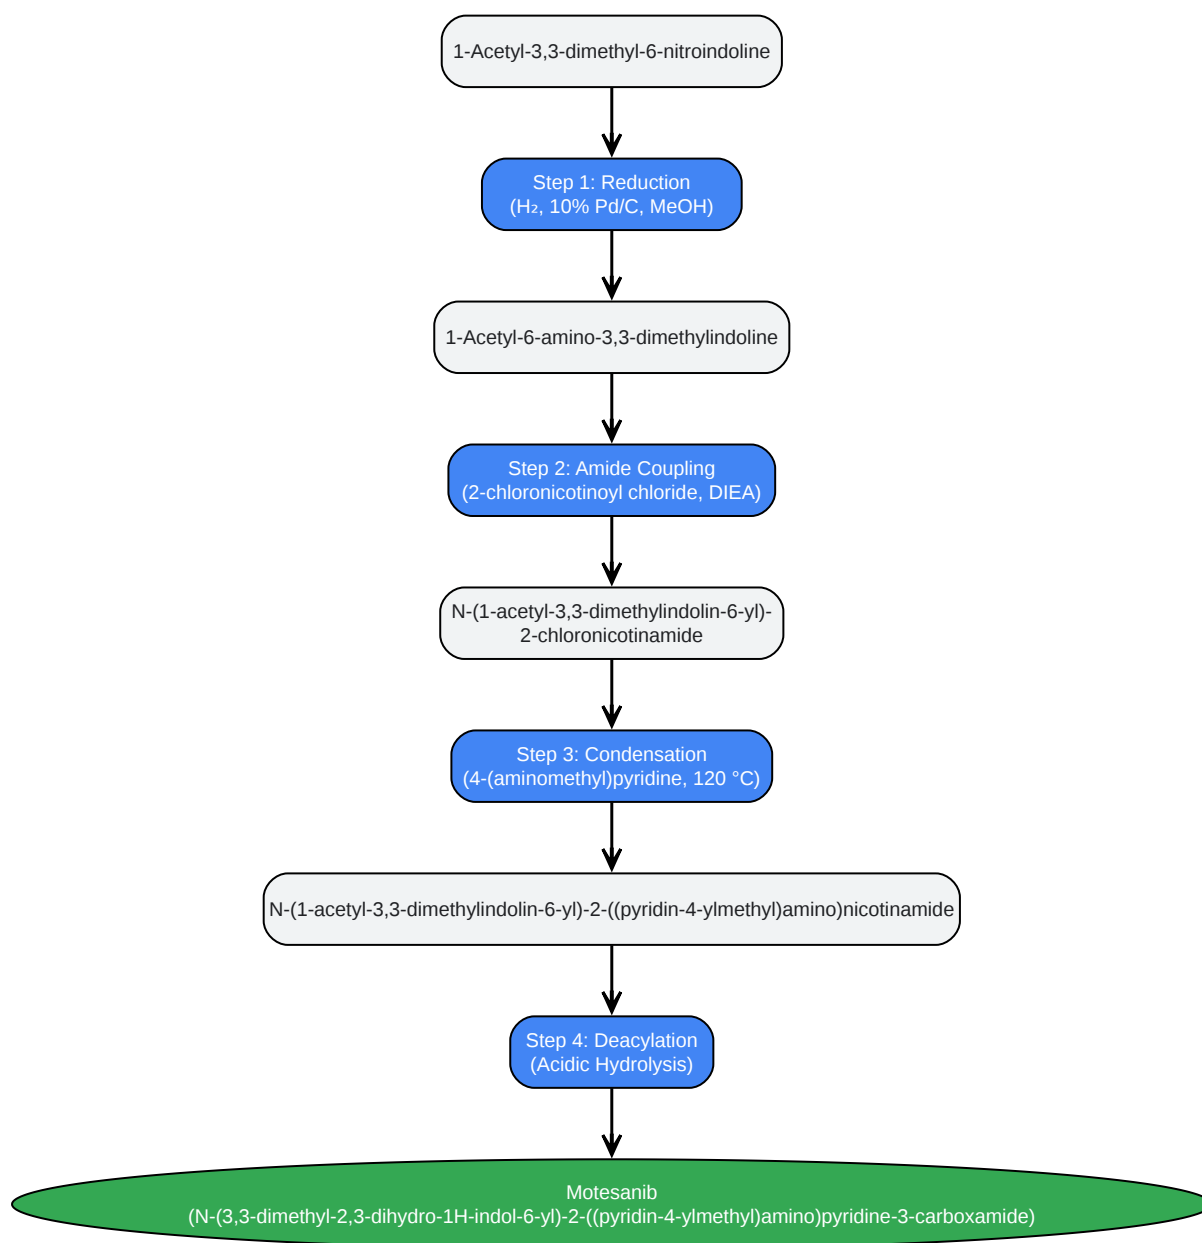 1-Acetyl-3,3-dimethyl-6-nitroindoline
Step 1: Reduction
(H₂, 10% Pd/C, MeOH)
1-Acetyl-6-amino-3,3-dimethylindoline
Step 2: Amide Coupling
(2-chloronicotinoyl chloride, DIEA)
N-(1-acetyl-3,3-dimethylindolin-6-yl)-
2-chloronicotinamide
Step 3: Condensation
(4-(aminomethyl)pyridine, 120 °C)
N-(1-acetyl-3,3-dimethylindolin-6-yl)-2-((pyridin-4-ylmethyl)amino)nicotinamide
Step 4: Deacylation
(Acidic Hydrolysis)
Motesanib
(N-(3,3-dimethyl-2,3-dihydro-1H-indol-6-yl)-2-((pyridin-4-ylmethyl)amino)pyridine-3-carboxamide)